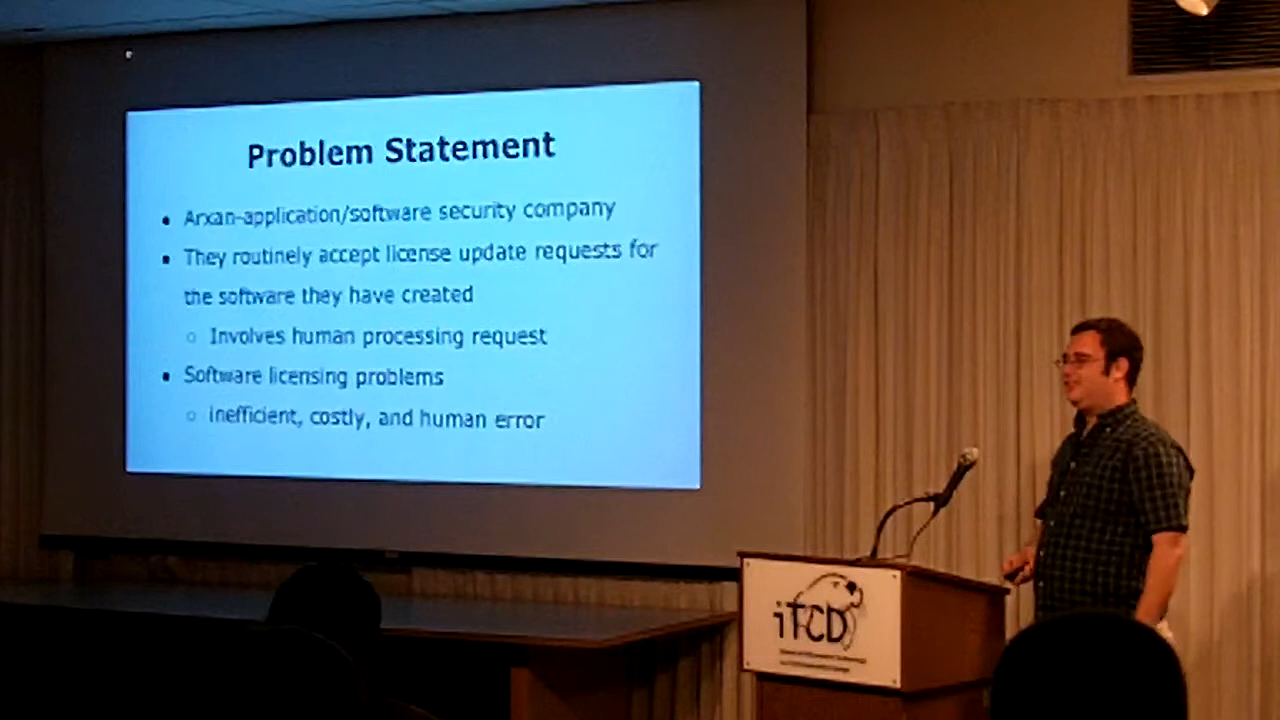 Problem Statement
Arxan-application/software security company
They routinely accept license update requests for
the software they have created
Involves human processing request
Software licensing problems
inefficient, costly, and human error
iTCD